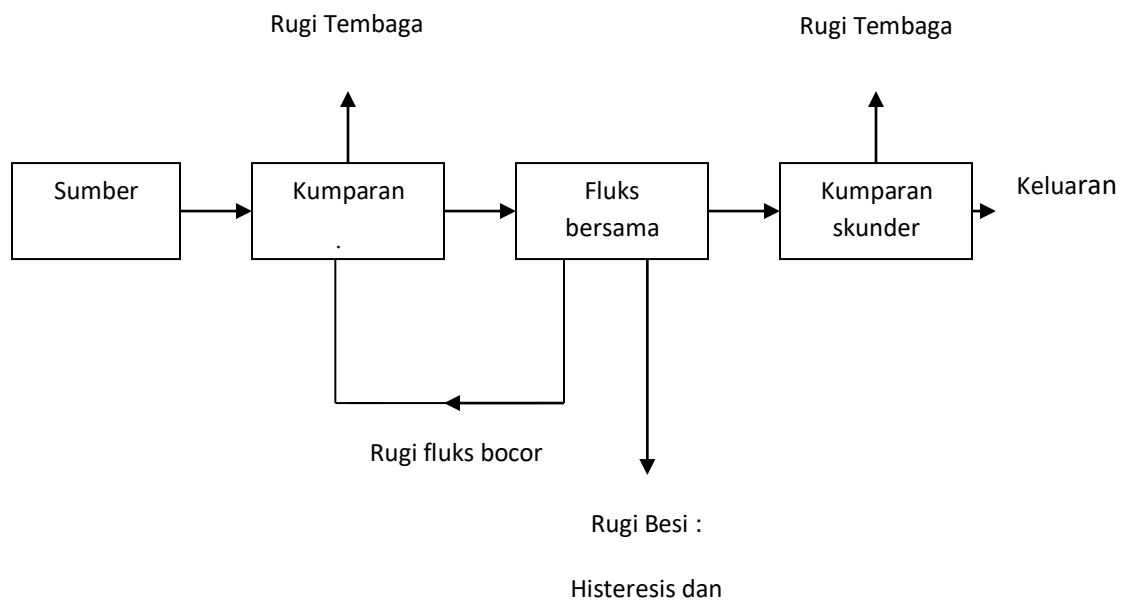 Rugi Tembaga
Rugi Tembaga
Sumber
Kumparan
.
Fluks
bersama
Kumparan
skunder
Keluaran
Rugi fluks bocor
Rugi Besi :
Histeresis dan